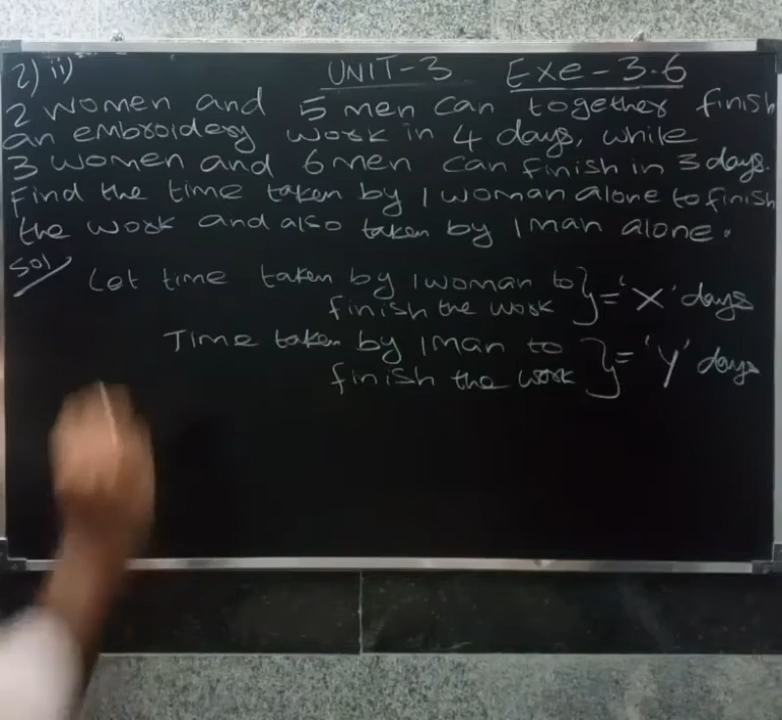 2) ii) UNIT-3 Exe-3.6
2 women and 5 men can together finish
an embroidery work in 4 days, while
3 women and 6 men can finish in 3 days.
Find the time taken by 1 woman alone to finish
the work and also taken by 1 man alone.
Sol Let time taken by 1 woman to
finish the work } = 'X' days
Time taken by 1 man to
finish the work } = 'Y' days